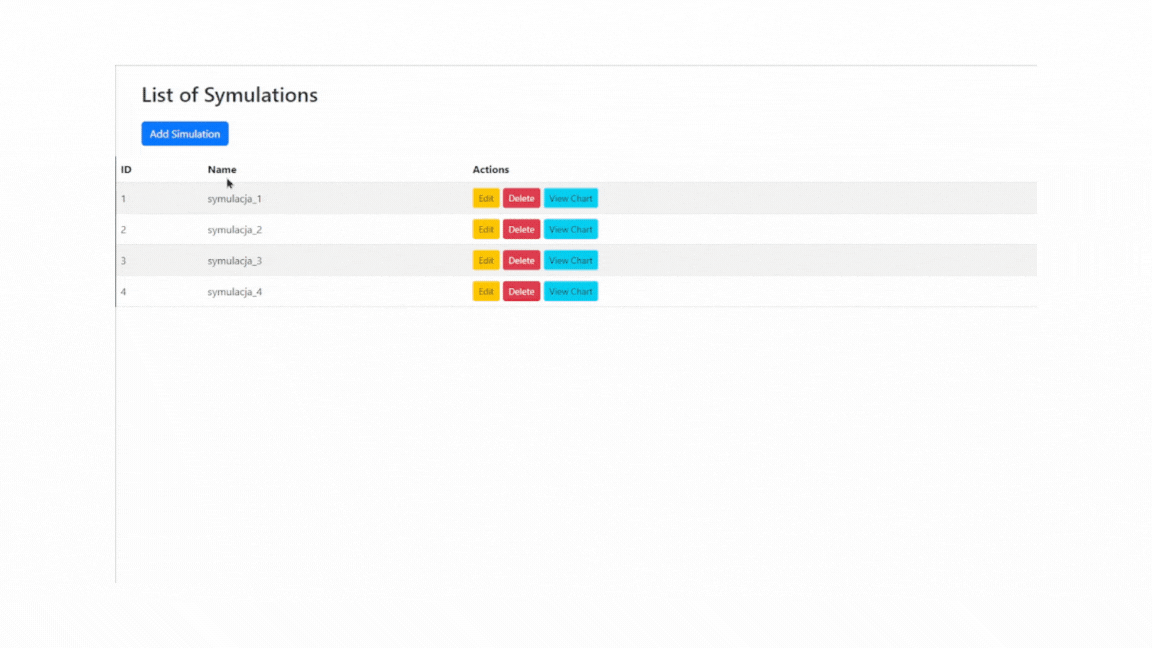 List of Symulations
Add Simulation
ID Name Actions
1 symulacja_1 Edit Delete View Chart
2 symulacja_2 Edit Delete View Chart
3 symulacja_3 Edit Delete View Chart
4 symulacja_4 Edit Delete View Chart